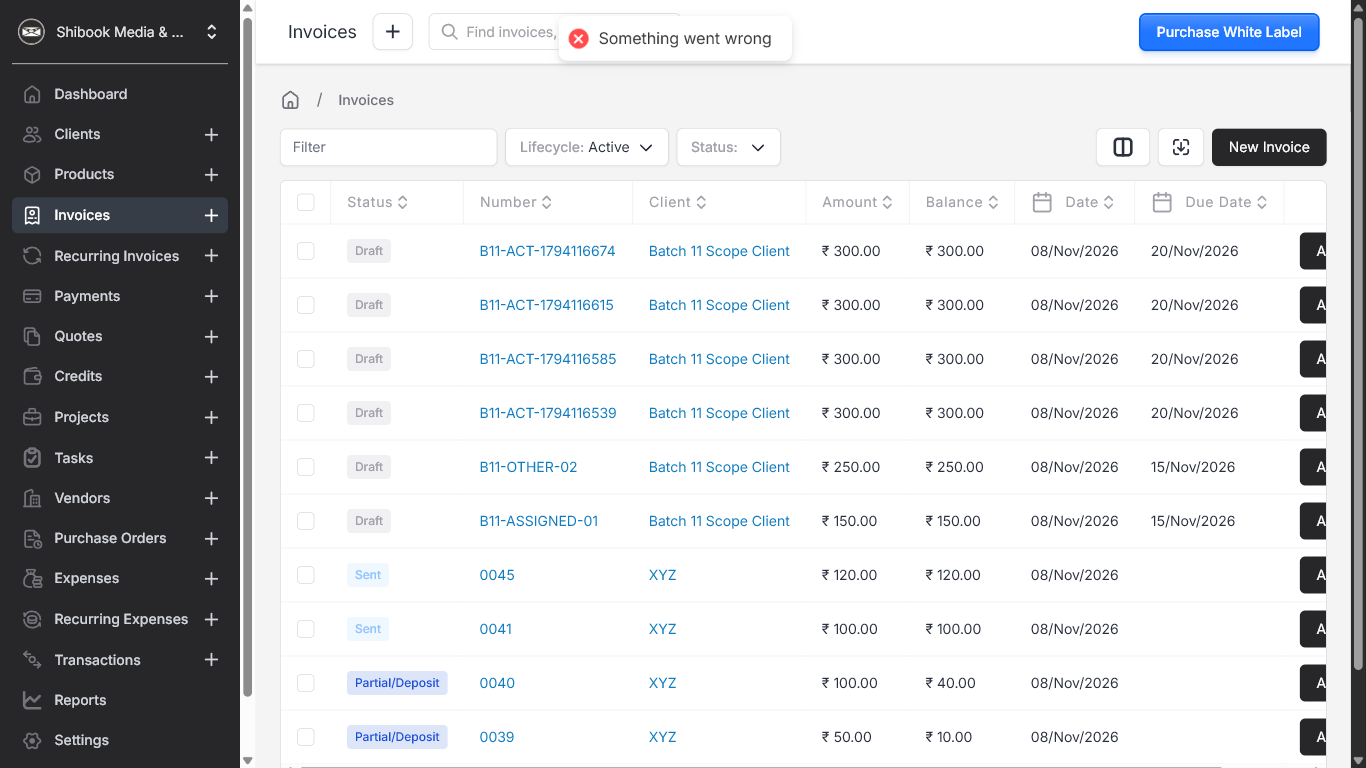 Shibook Media & ...
Invoices
Find invoices,
Something went wrong
Purchase White Label
Dashboard
Clients
Products
Invoices
Recurring Invoices
Payments
Quotes
Credits
Projects
Tasks
Vendors
Purchase Orders
Expenses
Recurring Expenses
Transactions
Reports
Settings
/ Invoices
Filter
Lifecycle: Active
Status:
New Invoice
Status Number Client Amount Balance Date Due Date
Draft B11-ACT-1794116674 Batch 11 Scope Client ₹ 300.00 ₹ 300.00 08/Nov/2026 20/Nov/2026 A
Draft B11-ACT-1794116615 Batch 11 Scope Client ₹ 300.00 ₹ 300.00 08/Nov/2026 20/Nov/2026 A
Draft B11-ACT-1794116585 Batch 11 Scope Client ₹ 300.00 ₹ 300.00 08/Nov/2026 20/Nov/2026 A
Draft B11-ACT-1794116539 Batch 11 Scope Client ₹ 300.00 ₹ 300.00 08/Nov/2026 20/Nov/2026 A
Draft B11-OTHER-02 Batch 11 Scope Client ₹ 250.00 ₹ 250.00 08/Nov/2026 15/Nov/2026 A
Draft B11-ASSIGNED-01 Batch 11 Scope Client ₹ 150.00 ₹ 150.00 08/Nov/2026 15/Nov/2026 A
Sent 0045 XYZ ₹ 120.00 ₹ 120.00 08/Nov/2026 A
Sent 0041 XYZ ₹ 100.00 ₹ 100.00 08/Nov/2026 A
Partial/Deposit 0040 XYZ ₹ 100.00 ₹ 40.00 08/Nov/2026 A
Partial/Deposit 0039 XYZ ₹ 50.00 ₹ 10.00 08/Nov/2026 A